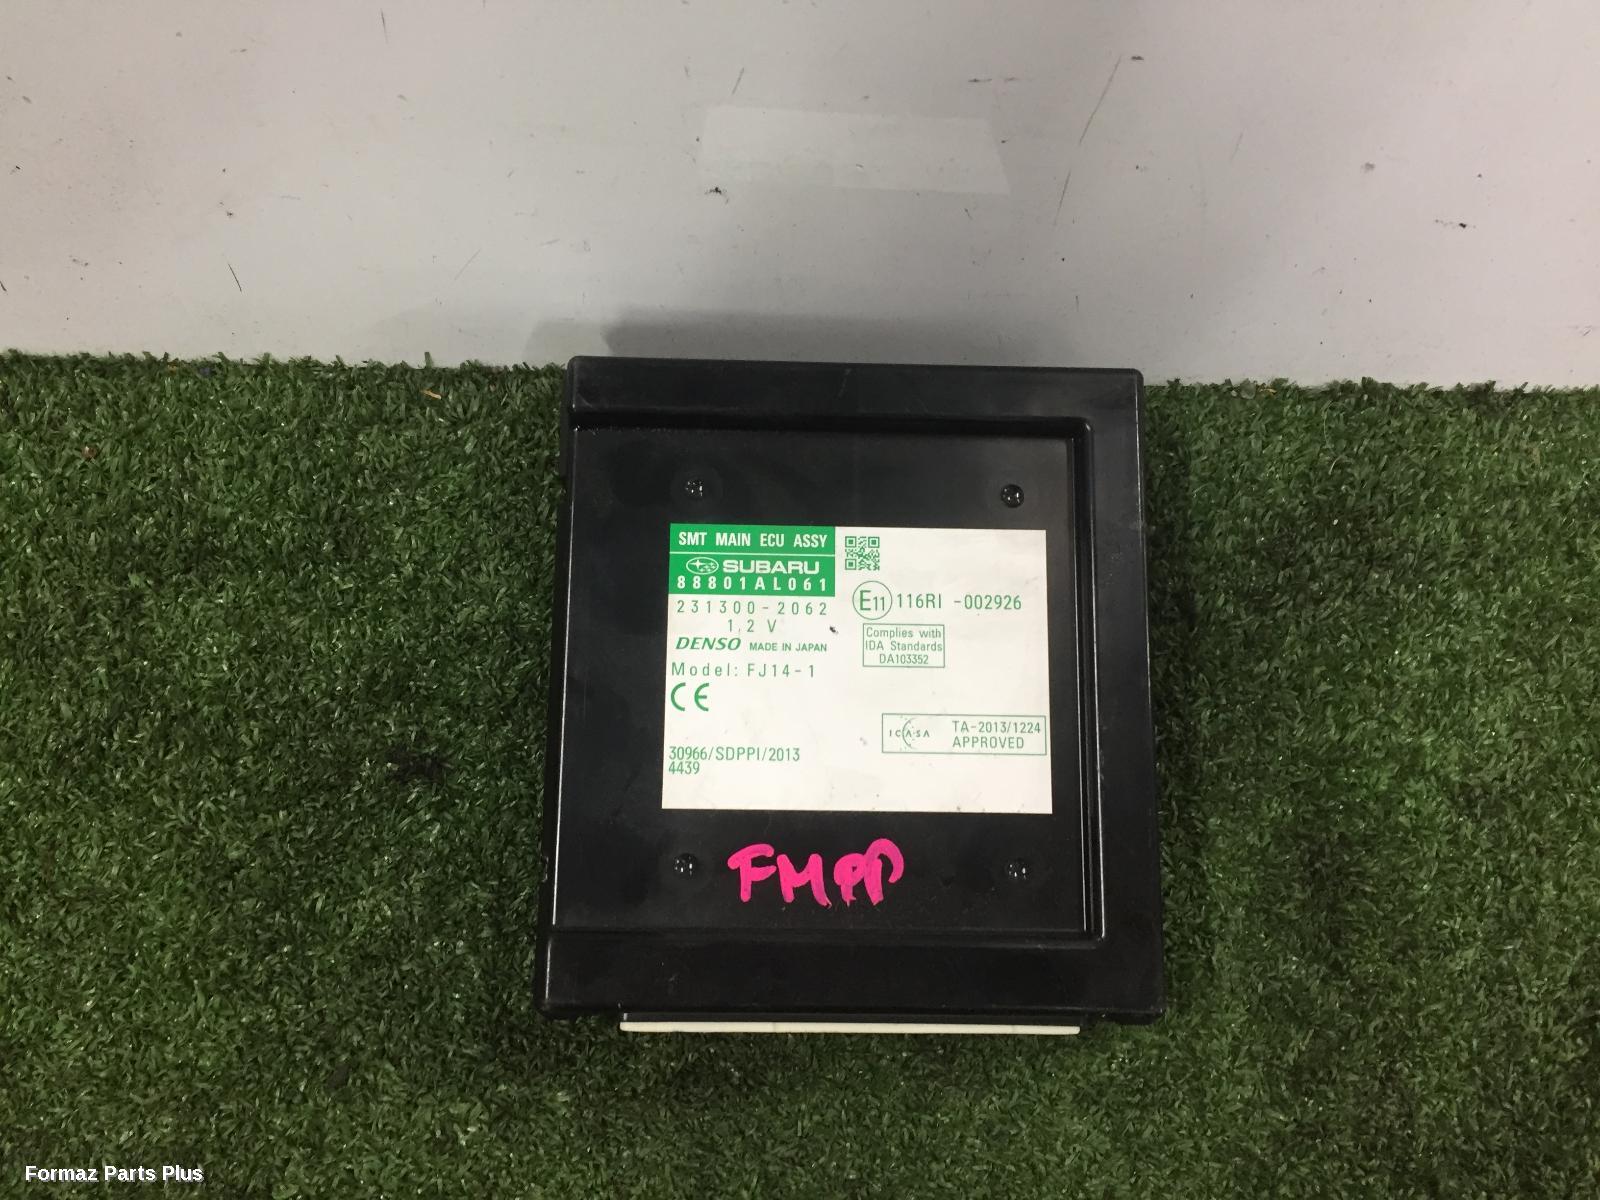 SMT MAIN ECU ASSY
SUBARU
88801AL061
231300-2062
12V
DENSO MADE IN JAPAN
Model: FJ14-1
CE
30966/SDPPI/2013
4439
E11 116RI -002926
Complies with
IDA Standards
DA103352
ICASA TA-2013/1224
APPROVED
FMPP
Formaz Parts Plus